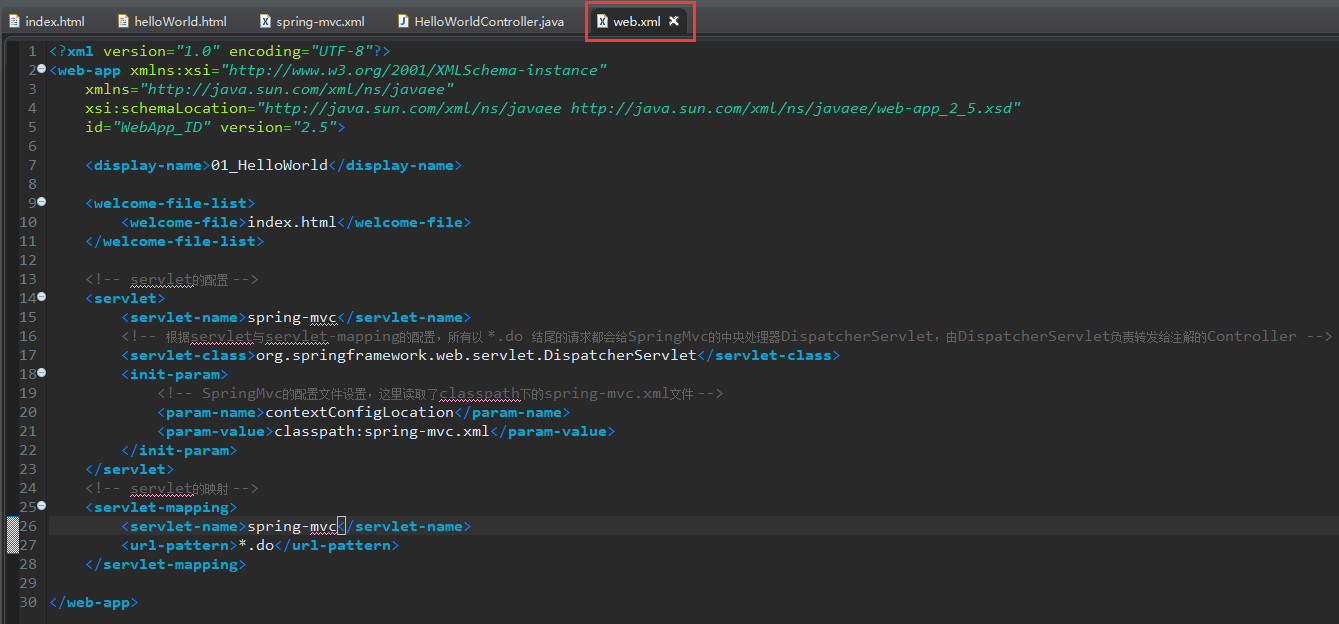 index.html helloWorld.html spring-mvc.xml HelloWorldController.java web.xml
1 <?xml version="1.0" encoding="UTF-8"?>
2 <web-app xmlns:xsi="http://www.w3.org/2001/XMLSchema-instance"
3 xmlns="http://java.sun.com/xml/ns/javaee"
4 xsi:schemaLocation="http://java.sun.com/xml/ns/javaee http://java.sun.com/xml/ns/javaee/web-app_2_5.xsd"
5 id="WebApp_ID" version="2.5">
6
7 <display-name>01_HelloWorld</display-name>
8
9 <welcome-file-list>
10 <welcome-file>index.html</welcome-file>
11 </welcome-file-list>
12
13 <!-- servlet的配置 -->
14 <servlet>
15 <servlet-name>spring-mvc</servlet-name>
16 <!-- 根据servlet与servlet-mapping的配置，所有以 *.do 结尾的请求都会给SpringMvc的中央处理器DispatcherServlet，由DispatcherServlet负责转发给注解的Controller -->
17 <servlet-class>org.springframework.web.servlet.DispatcherServlet</servlet-class>
18 <init-param>
19 <!-- SpringMvc的配置文件设置，这里读取了classpath下的spring-mvc.xml文件 -->
20 <param-name>contextConfigLocation</param-name>
21 <param-value>classpath:spring-mvc.xml</param-value>
22 </init-param>
23 </servlet>
24 <!-- servlet的映射 -->
25 <servlet-mapping>
26 <servlet-name>spring-mvc</servlet-name>
27 <url-pattern>*.do</url-pattern>
28 </servlet-mapping>
29
30 </web-app>